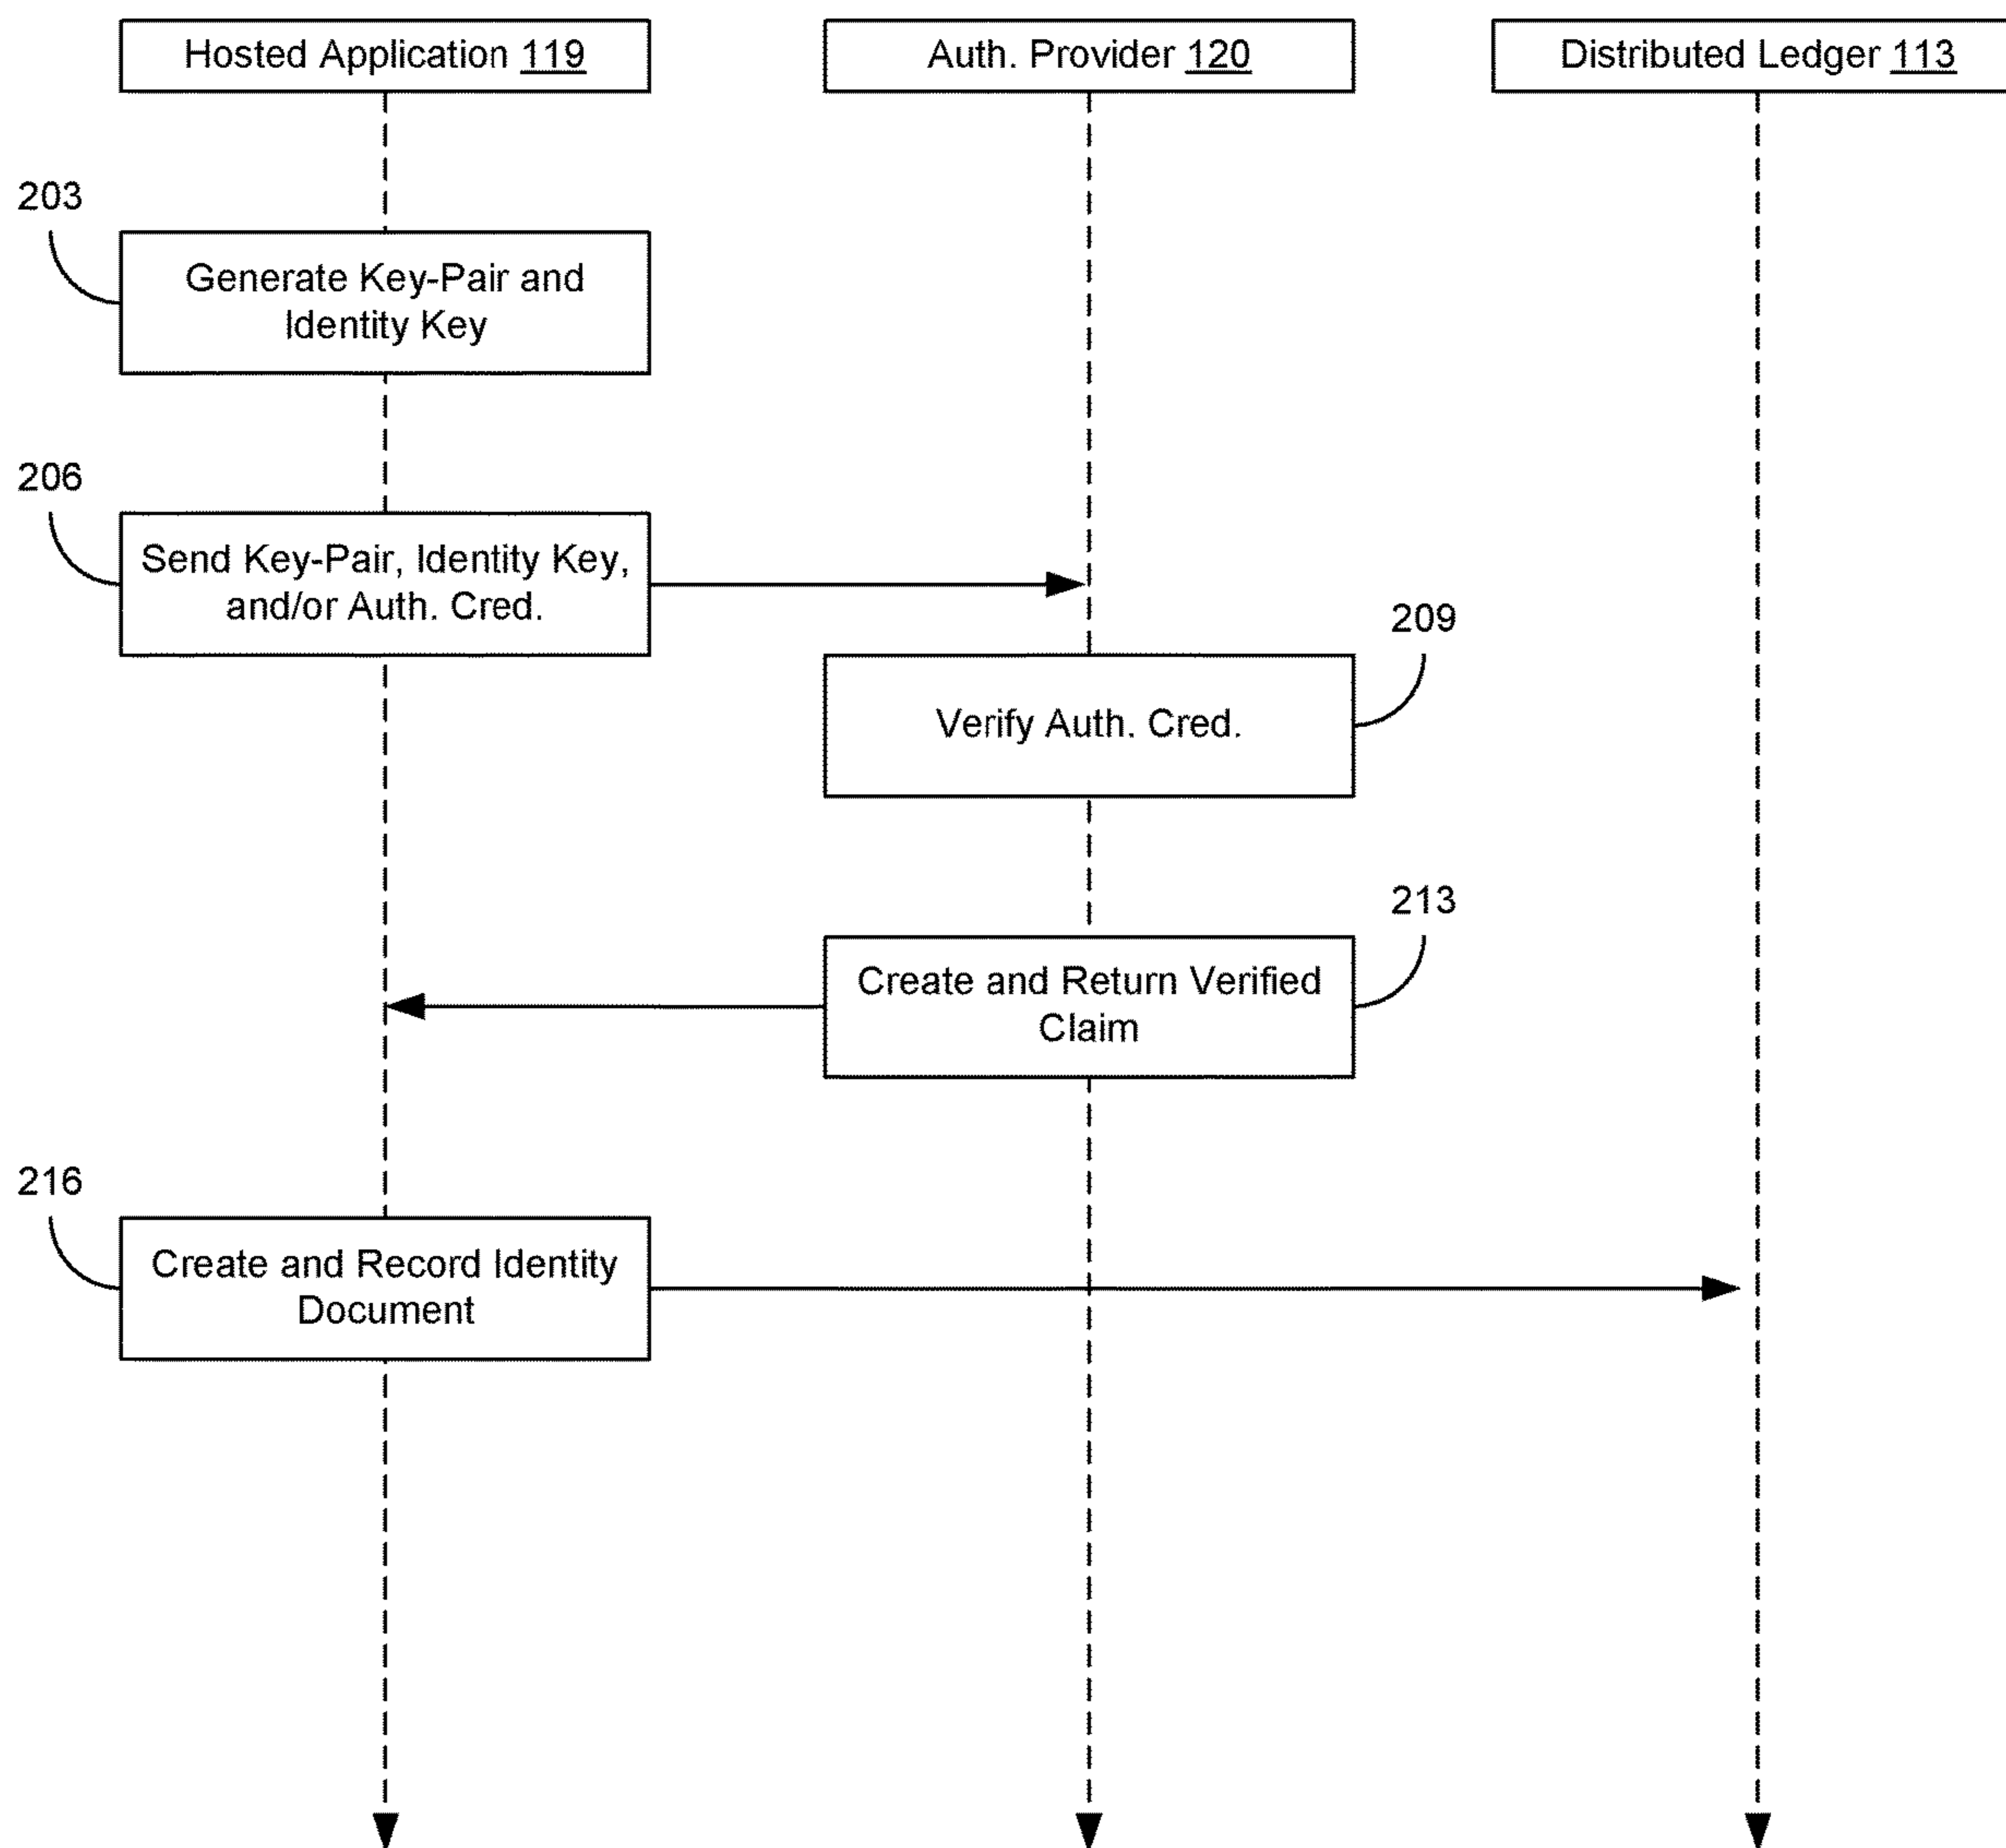 Hosted Application 119
Auth. Provider 120
Distributed Ledger 113
203
Generate Key-Pair and
Identity Key
206
Send Key-Pair, Identity Key,
and/or Auth. Cred.
209
Verify Auth. Cred.
213
Create and Return Verified
Claim
216
Create and Record Identity
Document